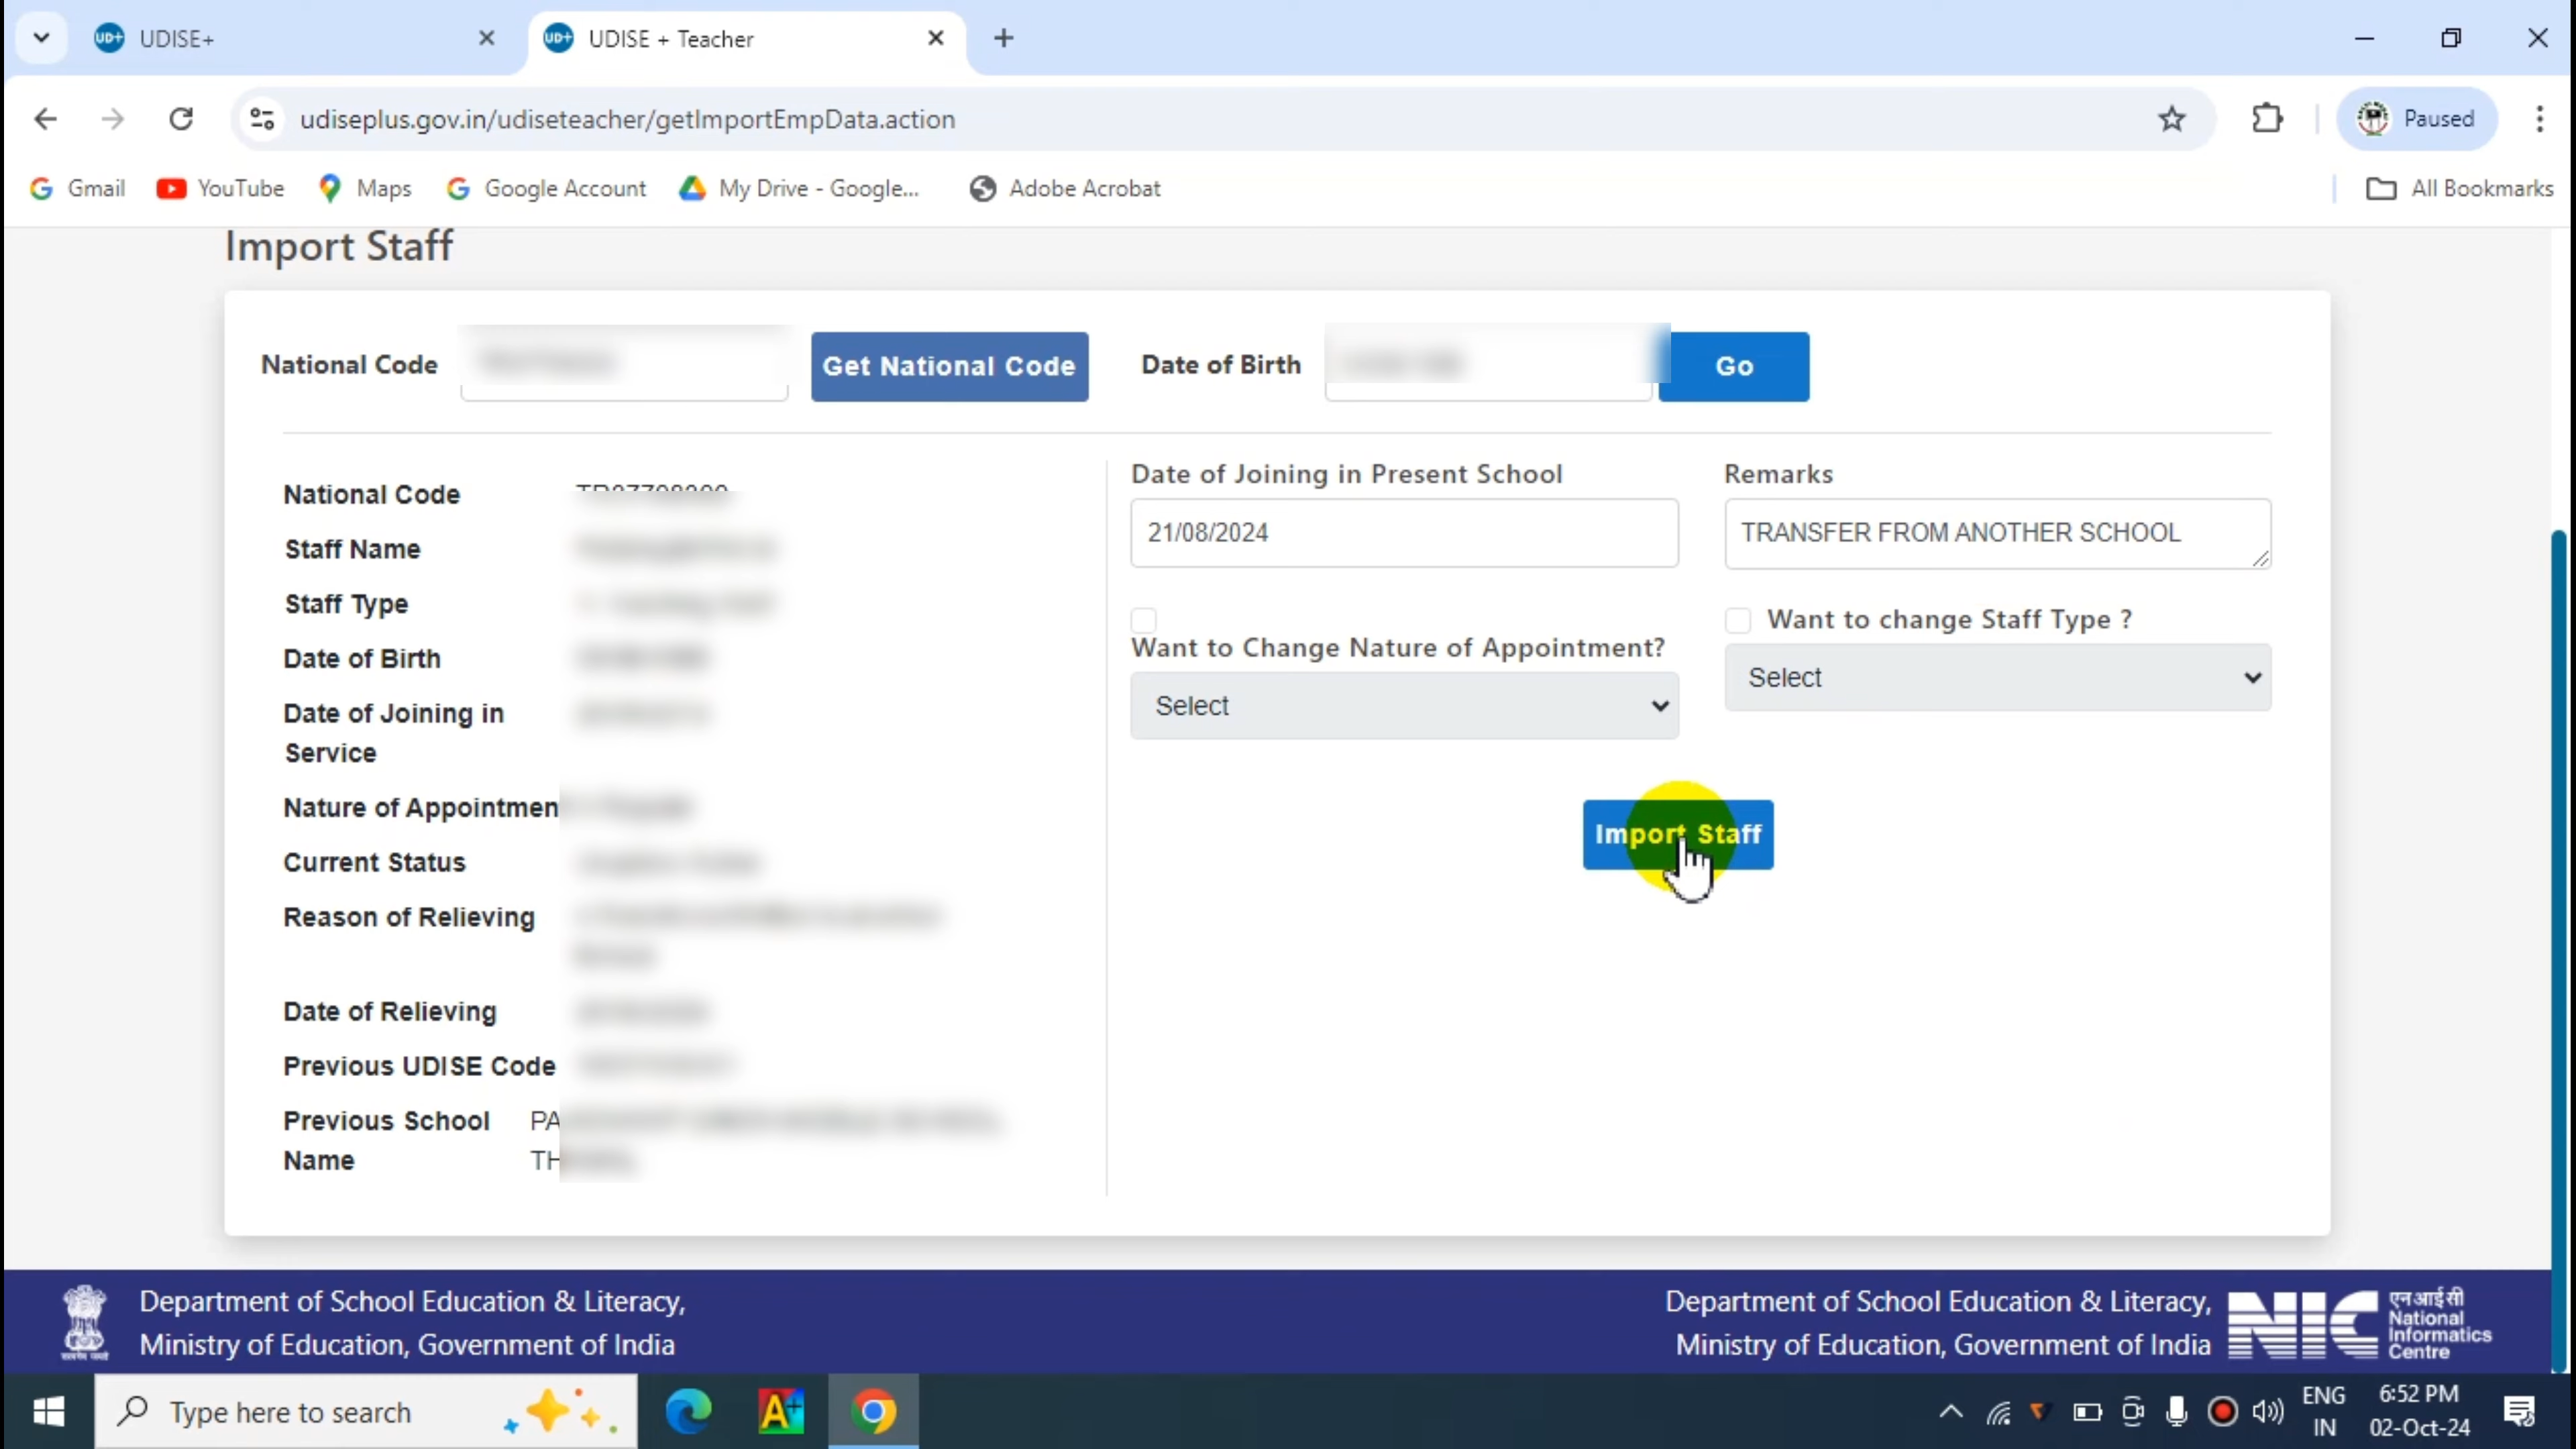 UDISE+
UDISE + Teacher
udiseplus.gov.in/udiseteacher/getImportEmpData.action
Paused
Gmail YouTube Maps Google Account My Drive - Google... Adobe Acrobat All Bookmarks
Import Staff
National Code Get National Code Date of Birth Go
National Code
Staff Name
Staff Type
Date of Birth
Date of Joining in
Service
Nature of Appointmen
Current Status
Reason of Relieving
Date of Relieving
Previous UDISE Code
Previous School PA
Name TH
Date of Joining in Present School
21/08/2024
Remarks
TRANSFER FROM ANOTHER SCHOOL
Want to Change Nature of Appointment?
Select
Want to change Staff Type ?
Select
Import Staff
Department of School Education & Literacy,
Ministry of Education, Government of India
Department of School Education & Literacy,
Ministry of Education, Government of India
NIC
एन आई सी
National
Informatics
Centre
Type here to search
ENG
IN
6:52 PM
02-Oct-24